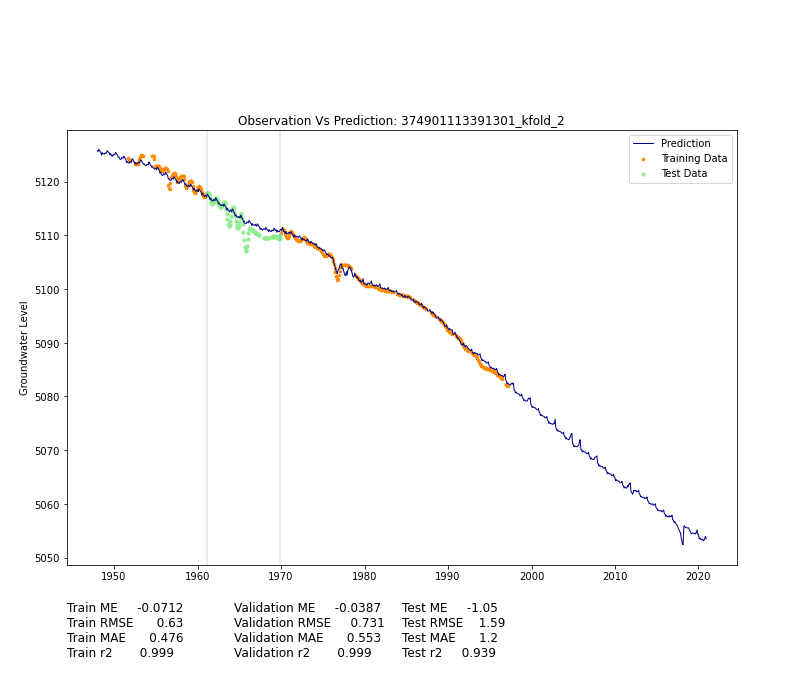 Observation Vs Prediction: 374901113391301_kfold_2
Prediction
Training Data
Test Data
Groundwater Level
5120
5110
5100
5090
5080
5070
5060
5050
1950 1960 1970 1980 1990 2000 2010 2020
Train ME -0.0712 Validation ME -0.0387 Test ME -1.05
Train RMSE 0.63 Validation RMSE 0.731 Test RMSE 1.59
Train MAE 0.476 Validation MAE 0.553 Test MAE 1.2
Train r2 0.999 Validation r2 0.999 Test r2 0.939